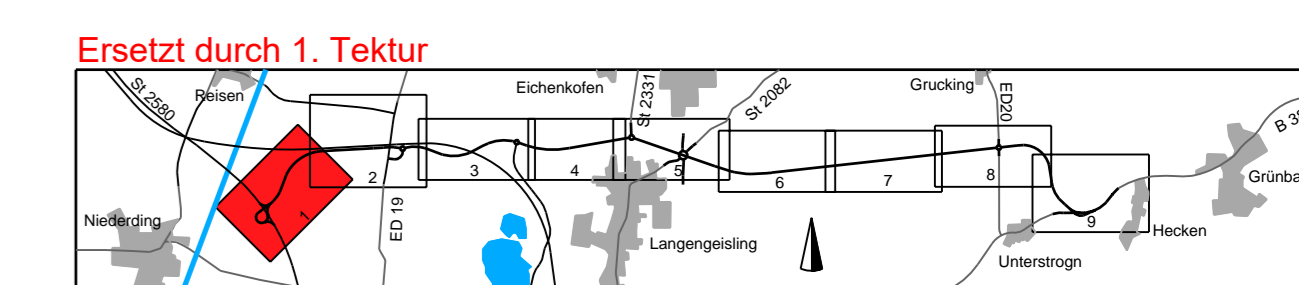 Ersetzt durch 1. Tektur
St 2580
Reisen
Eichenkofen
St 2331
St 2082
Grucking
ED20
Grünba
Niederding
1
2
ED 19
3
4
5
6
7
8
9
Langengeisling
Unterstrogn
Hecken